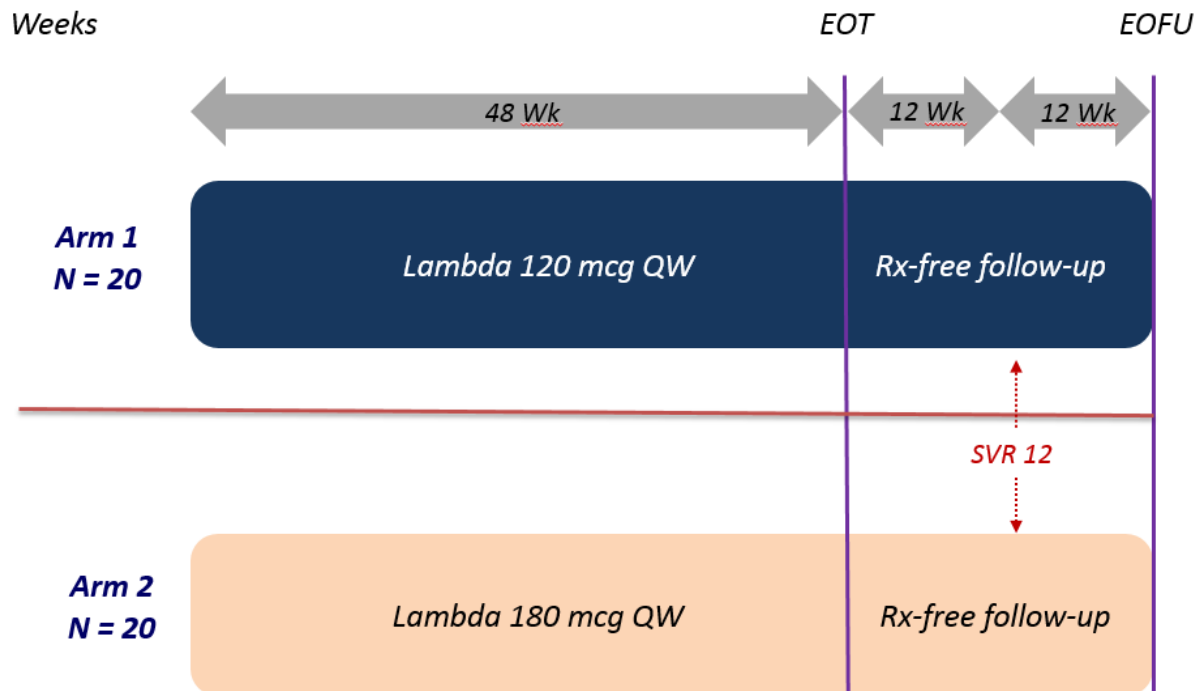 Weeks
EOT
EOFU
48 Wk
12 Wk
12 Wk
Arm 1
N = 20
Lambda 120 mcg QW
Rx-free follow-up
SVR 12
Arm 2
N = 20
Lambda 180 mcg QW
Rx-free follow-up